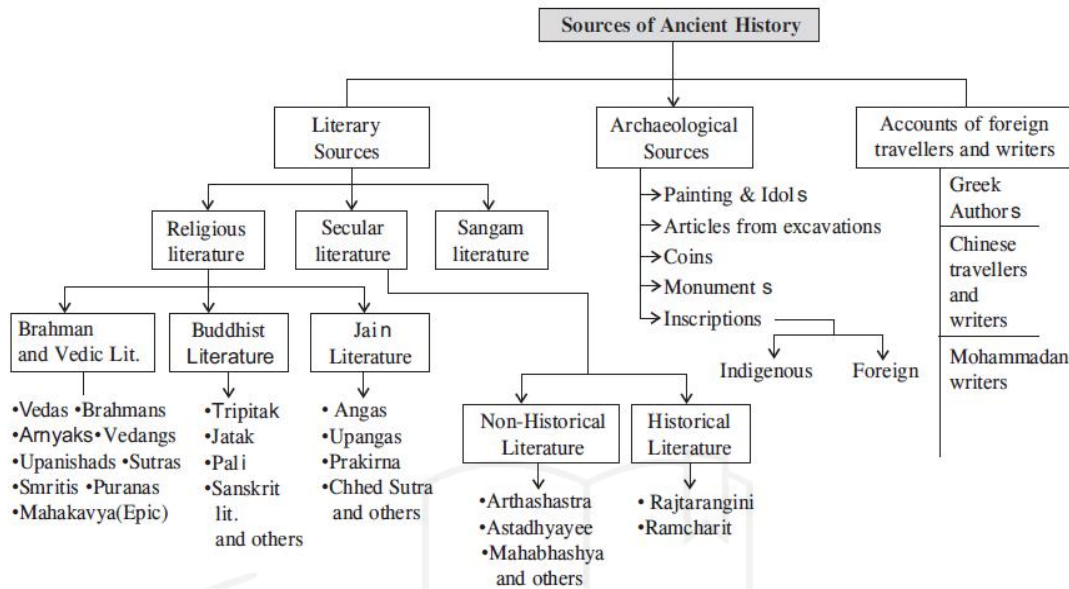 Sources of Ancient History
Literary
Sources
Archaeological
Sources
Accounts of foreign
travellers and writers
Religious
literature
Secular
literature
Sangam
literature
Painting & Idols
Articles from excavations
Coins
Monument s
Inscriptions
Indigenous
Foreign
Greek
Authors
Chinese
travellers
and
writers
Mohammadan
writers
Brahman
and Vedic Lit.
Buddhist
Literature
Jain
Literature
•Vedas •Brahmans
•Arnyaks•Vedangs
•Upanishads •Sutras
•Smritis •Puranas
•Mahakavya(Epic)
•Tripitak
•Jatak
•Pali
•Sanskrit
lit.
and others
• Angas
•Upangas
•Prakirna
•Chhed Sutra
and others
Non-Historical
Literature
Historical
Literature
•Arthashastra
•Astadhyayee
•Mahabhashya
and others
• Rajtarangini
•Ramcharit